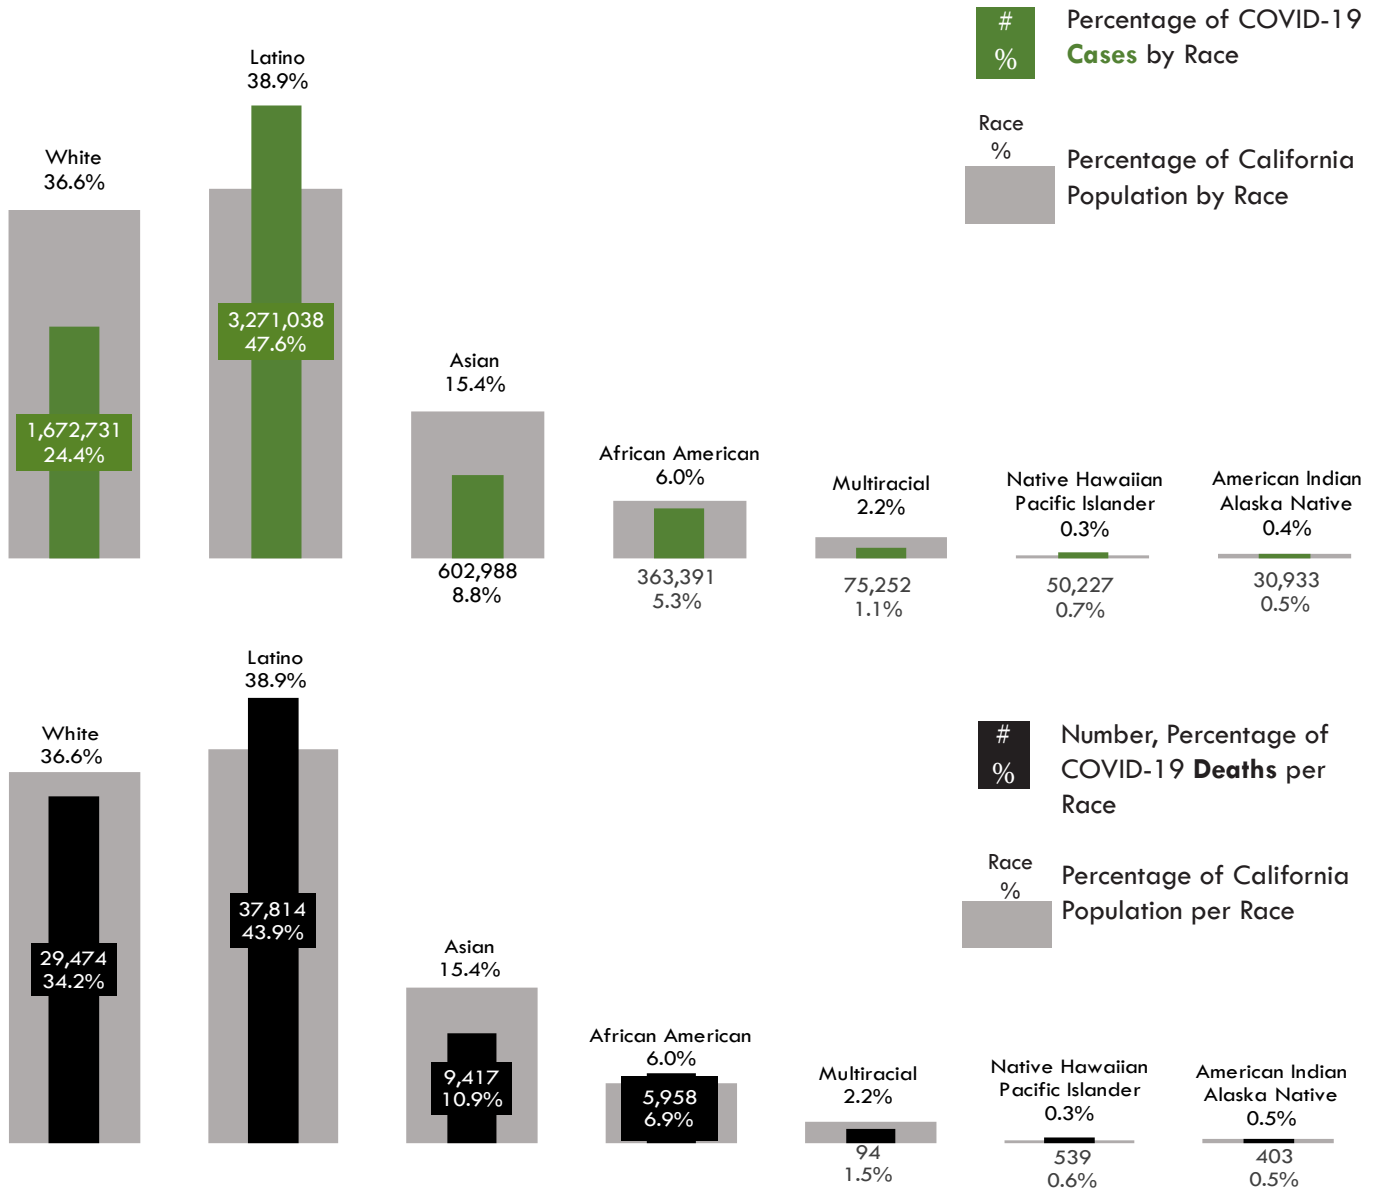 #
%
Percentage of COVID-19
Cases by Race
Race
%
Percentage of California
Population by Race
White
36.6%
1,672,731
24.4%
Latino
38.9%
3,271,038
47.6%
Asian
15.4%
602,988
8.8%
African American
6.0%
363,391
5.3%
Multiracial
2.2%
75,252
1.1%
Native Hawaiian
Pacific Islander
0.3%
50,227
0.7%
American Indian
Alaska Native
0.4%
30,933
0.5%
#
%
Number, Percentage of
COVID-19 Deaths per
Race
Race
%
Percentage of California
Population per Race
White
36.6%
29,474
34.2%
Latino
38.9%
37,814
43.9%
Asian
15.4%
9,417
10.9%
African American
6.0%
5,958
6.9%
Multiracial
2.2%
94
1.5%
Native Hawaiian
Pacific Islander
0.3%
539
0.6%
American Indian
Alaska Native
0.5%
403
0.5%